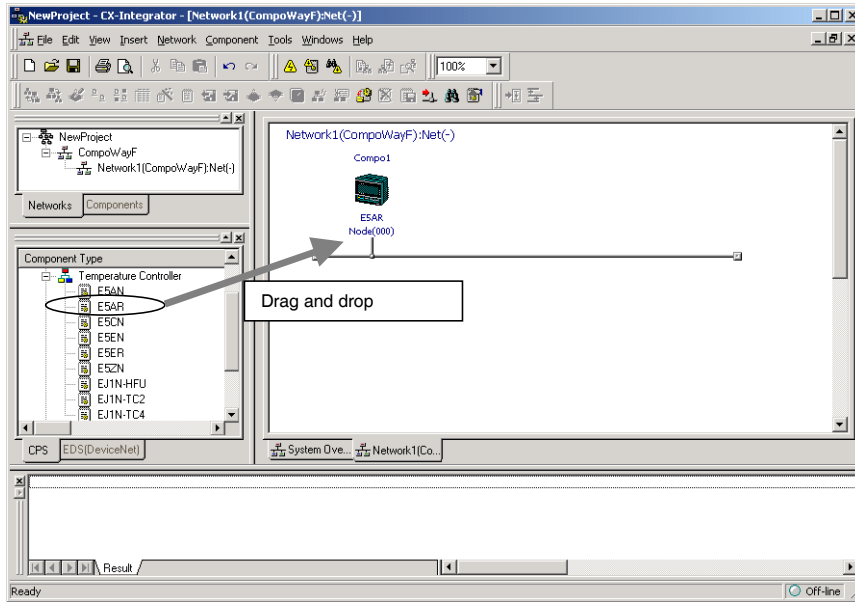 NewProject - CX-Integrator - [Network1(CompoWayF):Net(-)]
File Edit View Insert Network Component Tools Windows Help
100%
NewProject
CompoWayF
Network1(CompoWayF):Net(-)
Networks Components
Component Type
Temperature Controller
E5AN
E5AR
E5CN
E5EN
E5ER
E5ZN
EJ1N-HFU
EJ1N-TC2
EJ1N-TC4
CPS EDS(DeviceNet)
Network1(CompoWayF):Net(-)
Compo1
E5AR
Node(000)
Drag and drop
System Ove... Network1(Co...
Result
Ready Off-line